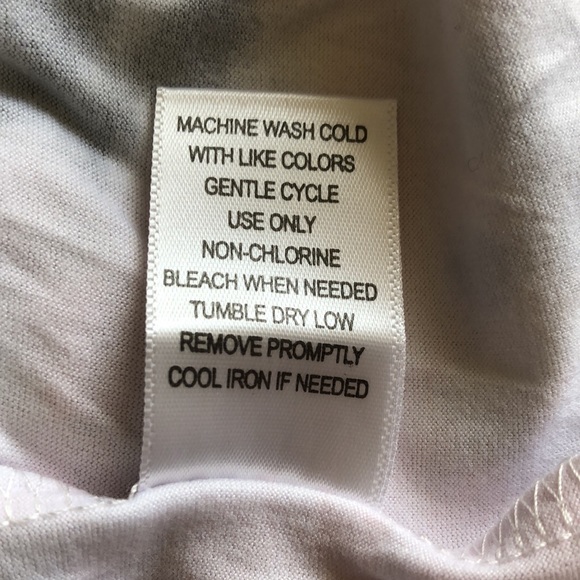 MACHINE WASH COLD
WITH LIKE COLORS
GENTLE CYCLE
USE ONLY
NON-CHLORINE
BLEACH WHEN NEEDED
TUMBLE DRY LOW
REMOVE PROMPTLY
COOL IRON IF NEEDED